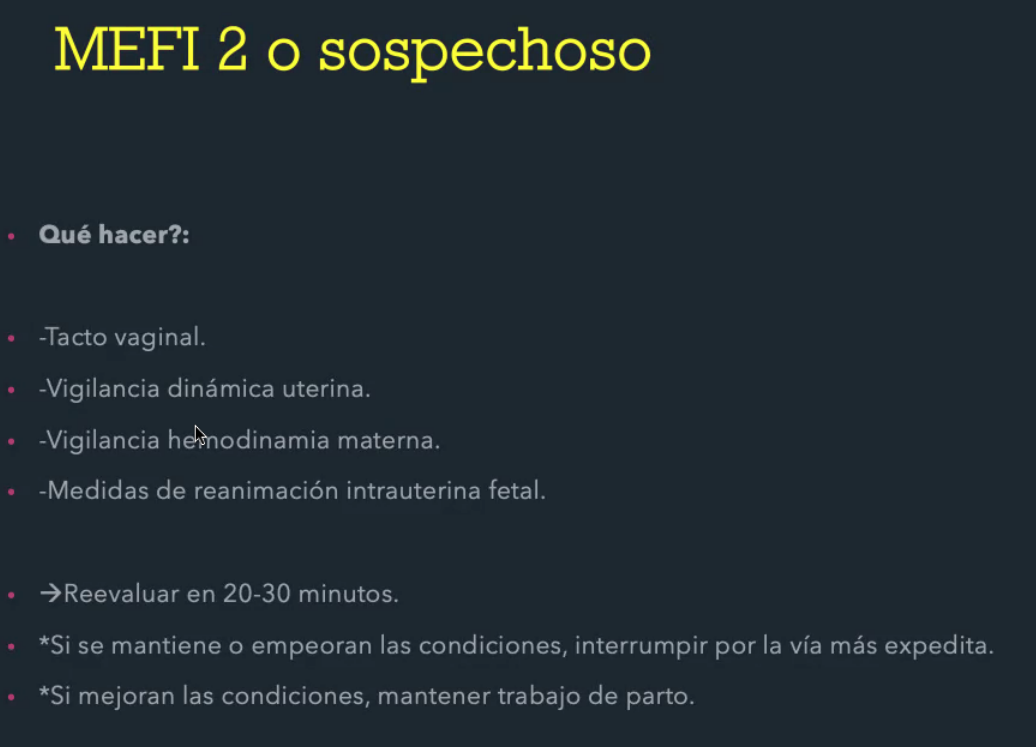 MEFI 2 o sospechoso
• Qué hacer?:
• -Tacto vaginal.
• -Vigilancia dinámica uterina.
• -Vigilancia hemodinamia materna.
• -Medidas de reanimación intrauterina fetal.
• →Reevaluar en 20-30 minutos.
• *Si se mantiene o empeoran las condiciones, interrumpir por la vía más expedita.
• *Si mejoran las condiciones, mantener trabajo de parto.